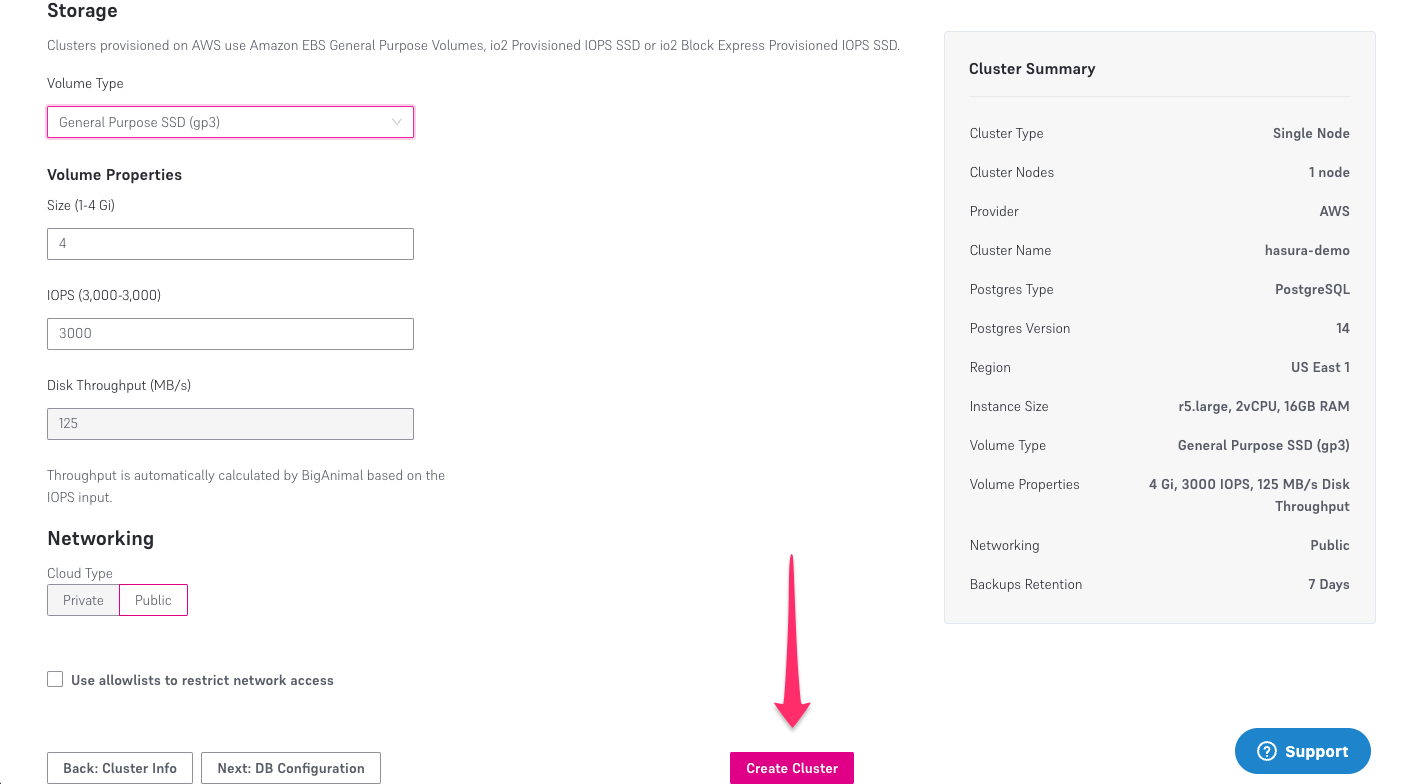 Storage
Clusters provisioned on AWS use Amazon EBS General Purpose Volumes, io2 Provisioned IOPS SSD or io2 Block Express Provisioned IOPS SSD.
Volume Type
General Purpose SSD (gp3)
Volume Properties
Size (1-4 Gi)
4
IOPS (3,000-3,000)
3000
Disk Throughput (MB/s)
125
Throughput is automatically calculated by BigAnimal based on the
IOPS input.
Networking
Cloud Type
Private Public
Use allowlists to restrict network access
Back: Cluster Info Next: DB Configuration Create Cluster
Cluster Summary
Cluster Type Single Node
Cluster Nodes 1 node
Provider AWS
Cluster Name hasura-demo
Postgres Type PostgreSQL
Postgres Version 14
Region US East 1
Instance Size r5.large, 2vCPU, 16GB RAM
Volume Type General Purpose SSD (gp3)
Volume Properties 4 Gi, 3000 IOPS, 125 MB/s Disk
Throughput
Networking Public
Backups Retention 7 Days
Support